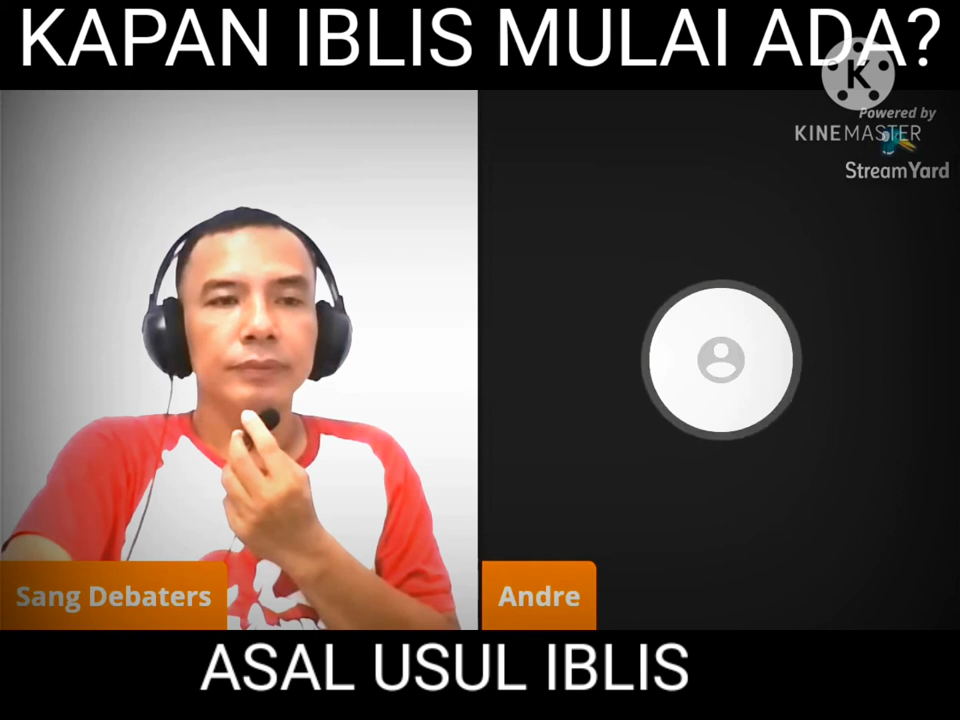 KAPAN IBLIS MULAI ADA?
K
Powered by
KINEMASTER
StreamYard
Sang Debaters
Andre
ASAL USUL IBLIS